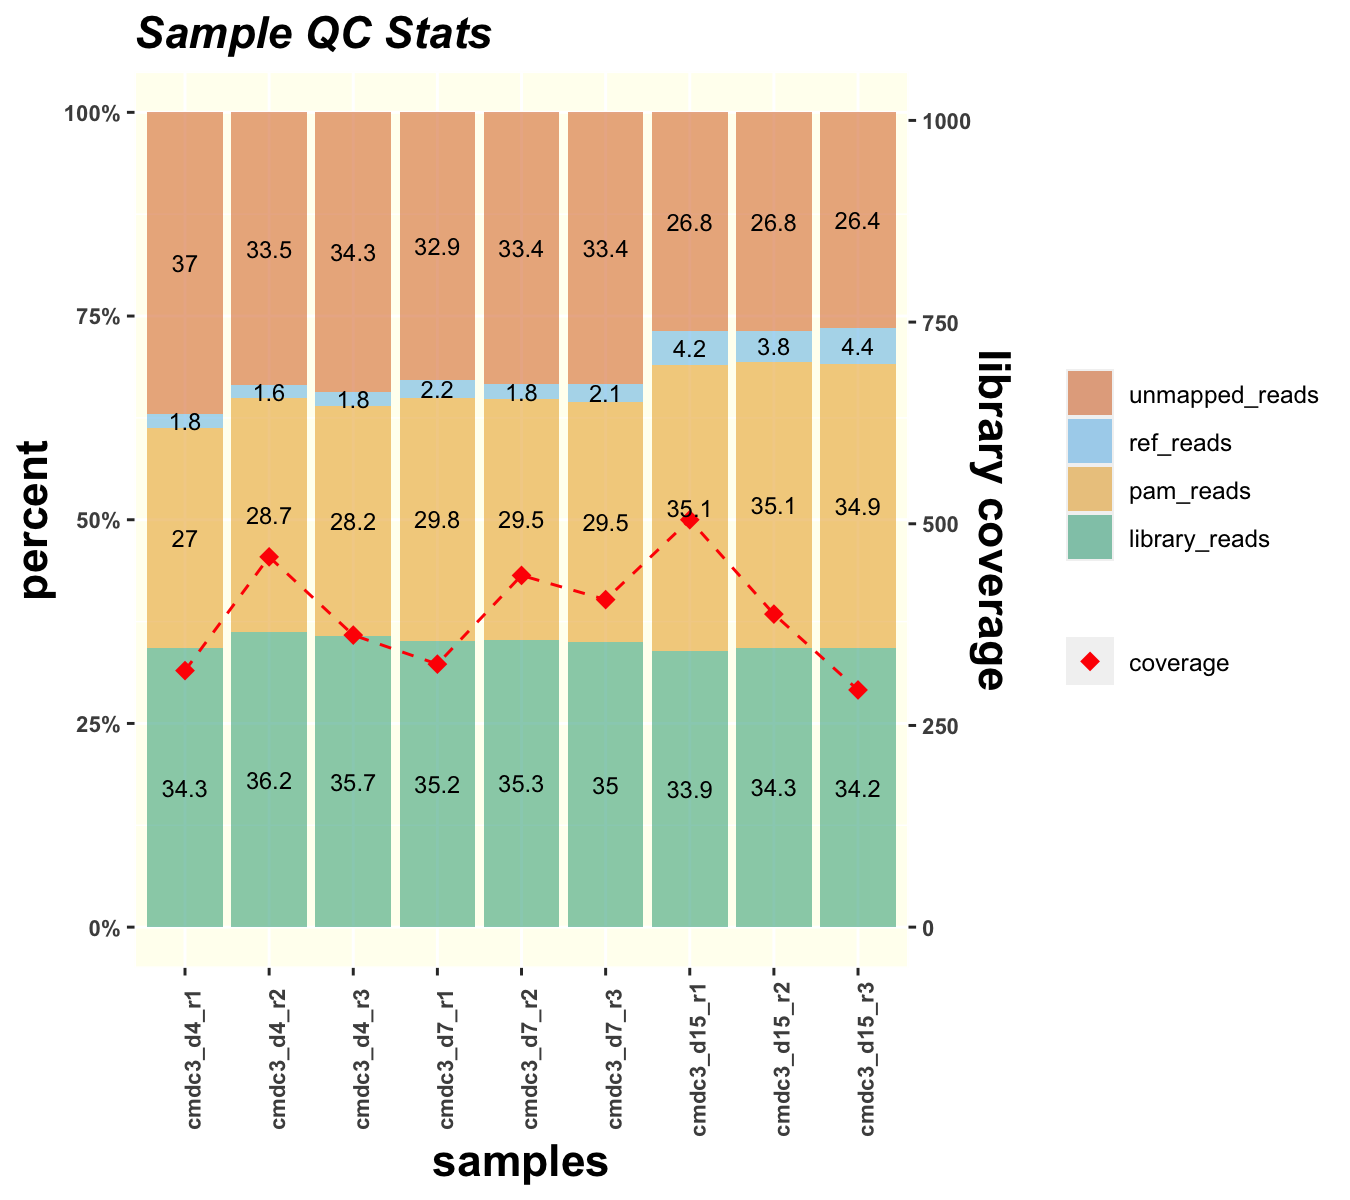 Sample QC Stats
100%
75%
50%
25%
0%
percent
37 33.5 34.3 32.9 33.4 33.4 26.8 26.8 26.4
1.8 1.6 1.8 2.2 1.8 2.1 4.2 3.8 4.4
27 28.7 28.2 29.8 29.5 29.5 35.1 35.1 34.9
34.3 36.2 35.7 35.2 35.3 35 33.9 34.3 34.2
1000
750
500
250
0
library coverage
cmdc3_d4_r1
cmdc3_d4_r2
cmdc3_d4_r3
cmdc3_d7_r1
cmdc3_d7_r2
cmdc3_d7_r3
cmdc3_d15_r1
cmdc3_d15_r2
cmdc3_d15_r3
samples
unmapped_reads
ref_reads
pam_reads
library_reads
coverage